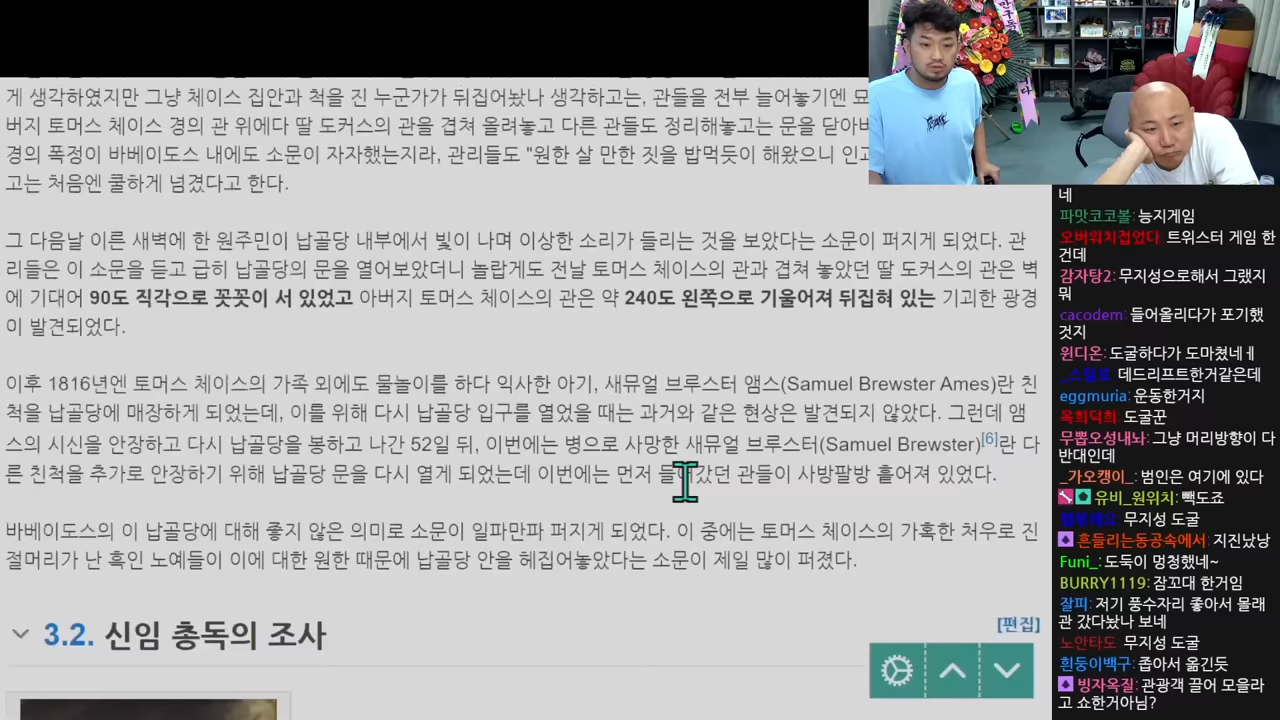 게 생각하였지만 그냥 체이스 집안과 척을 진 누군가가 뒤집어놨나 생각하고는, 관들을 전부 늘어놓기엔
버지 토머스 체이스 경의 관 위에다 딸 도커스의 관을 겹쳐 올려놓고 다른 관들도 정리해놓고는 문을 닫아
경의 폭정이 바베이도스 내에도 소문이 자자했는지라, 관리들도 "원한 살 만한 짓을 밥먹듯이 해왔으니
고는 처음엔 쿨하게 넘겼다고 한다.
그 다음날 이른 새벽에 한 원주민이 납골당 내부에서 빛이 나며 이상한 소리가 들리는 것을 보았다는 소문이 퍼지게 되었다. 관
리들은 이 소문을 듣고 급히 납골당의 문을 열어보았더니 놀랍게도 전날 토머스 체이스의 관과 겹쳐 놓았던 딸 도커스의 관은 벽
에 기대어 90도 직각으로 꼿꼿이 서 있었고 아버지 토머스 체이스의 관은 약 240도 왼쪽으로 기울어져 뒤집혀 있는 기괴한 광경
이 발견되었다.
이후 1816년엔 토머스 체이스의 가족 외에도 물놀이를 하다 익사한 아기, 새뮤얼 브루스터 앰스(Samuel Brewster Ames)란 친
척을 납골당에 매장하게 되었는데, 이를 위해 다시 납골당 입구를 열었을 때는 과거와 같은 현상은 발견되지 않았다. 그런데 앰
스의 시신을 안장하고 다시 납골당을 봉하고 나간 52일 뒤, 이번에는 병으로 사망한 새뮤얼 브루스터(Samuel Brewster)[6]란 다
른 친척을 추가로 안장하기 위해 납골당 문을 다시 열게 되었는데 이번에는 먼저 들어갔던 관들이 사방팔방 흩어져 있었다.
바베이도스의 이 납골당에 대해 좋지 않은 의미로 소문이 일파만파 퍼지게 되었다. 이 중에는 토머스 체이스의 가혹한 처우로 진
절머리가 난 흑인 노예들이 이에 대한 원한 때문에 납골당 안을 헤집어놓았다는 소문이 제일 많이 퍼졌다.
3.2. 신임 총독의 조사
[편집]
네
파맛코코볼: 능지게임
오버워치접었다 트위스터 게임 한
건데
감자탕2: 무지성으로해서 그랬지
뭐
cacodem: 들어올리다가 포기했
것지
윈디온: 도굴하다가 도마쳤네ㅔ
데드리프트한거같은데
eggmuria: 운동한거지
옥희덕희 도굴꾼
무뽑오성내놔: 그냥 머리방향이 다
반대인데
_가오캥이_: 범인은 여기에 있다
유비_원위치: 빽도죠
무지성 도굴
흔들리는동공속에서: 지진났낭
Funi_: 도둑이 멍청했네~
BURRY1119: 잠꼬대 한거임
잘피: 저기 풍수자리 좋아서 몰래
관 갔다놨나 보네
노안타도 무지성 도굴
흰둥이백구: 좁아서 옮긴듯
빙자옥질: 관광객 끌어 모을라
고 쇼한거아님?